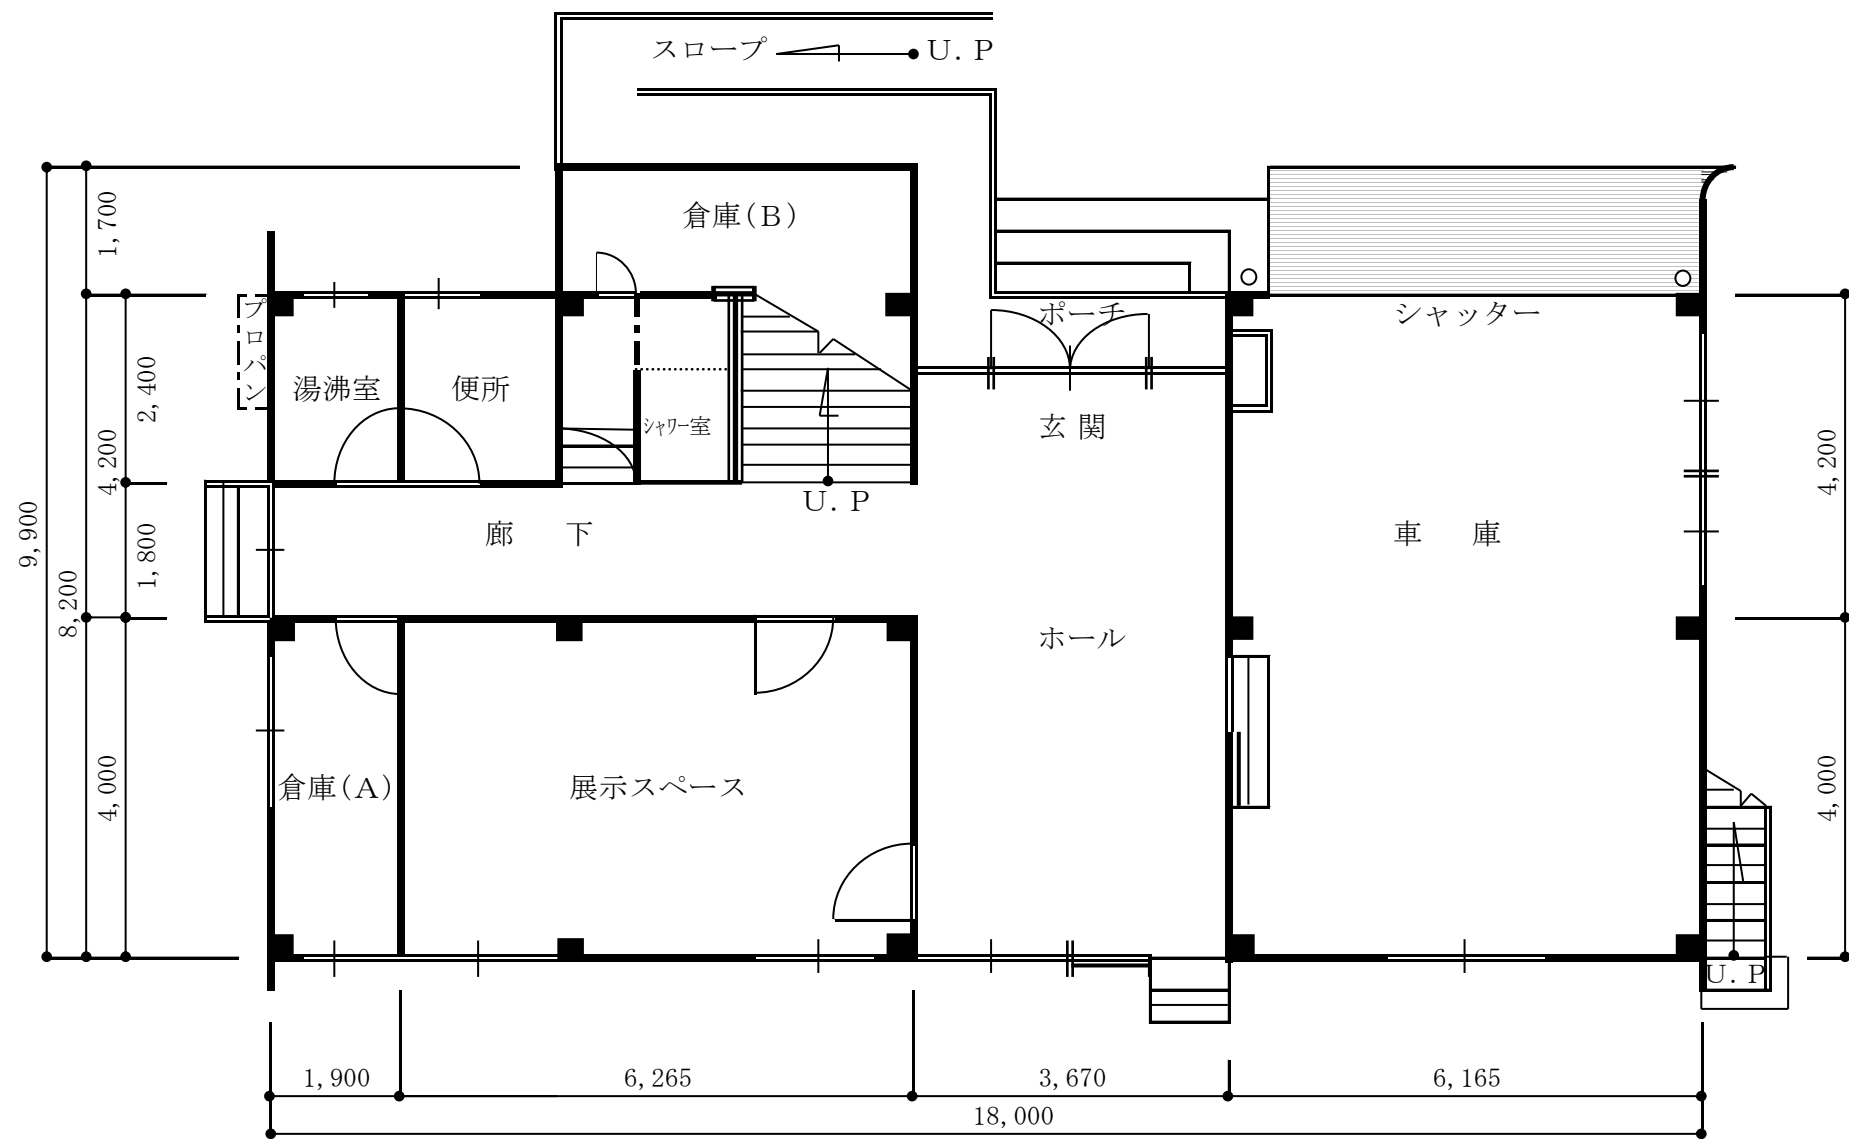 スロープ U.P
倉庫(B)
プロパン
湯沸室
便所
シャワー室
U.P
ポーチ
シャッター
玄関
廊 下
車 庫
ホール
倉庫(A)
展示スペース
U.P
9,900
8,200
1,700
4,200
4,000
2,400
1,800
4,200
4,000
1,900
6,265
3,670
6,165
18,000